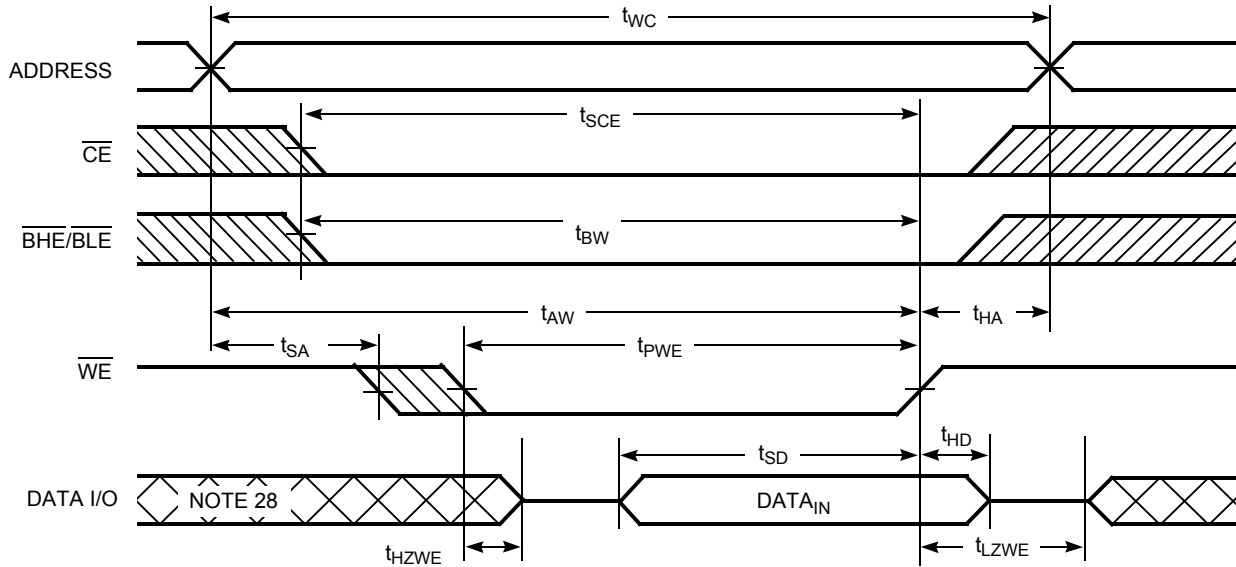 tWC
ADDRESS
tSCE
CE
BHE/BLE
tBW
tAW
tHA
tSA
tPWE
WE
tHD
tSD
DATA I/O
NOTE 28
DATAIN
tHZWE
tLZWE